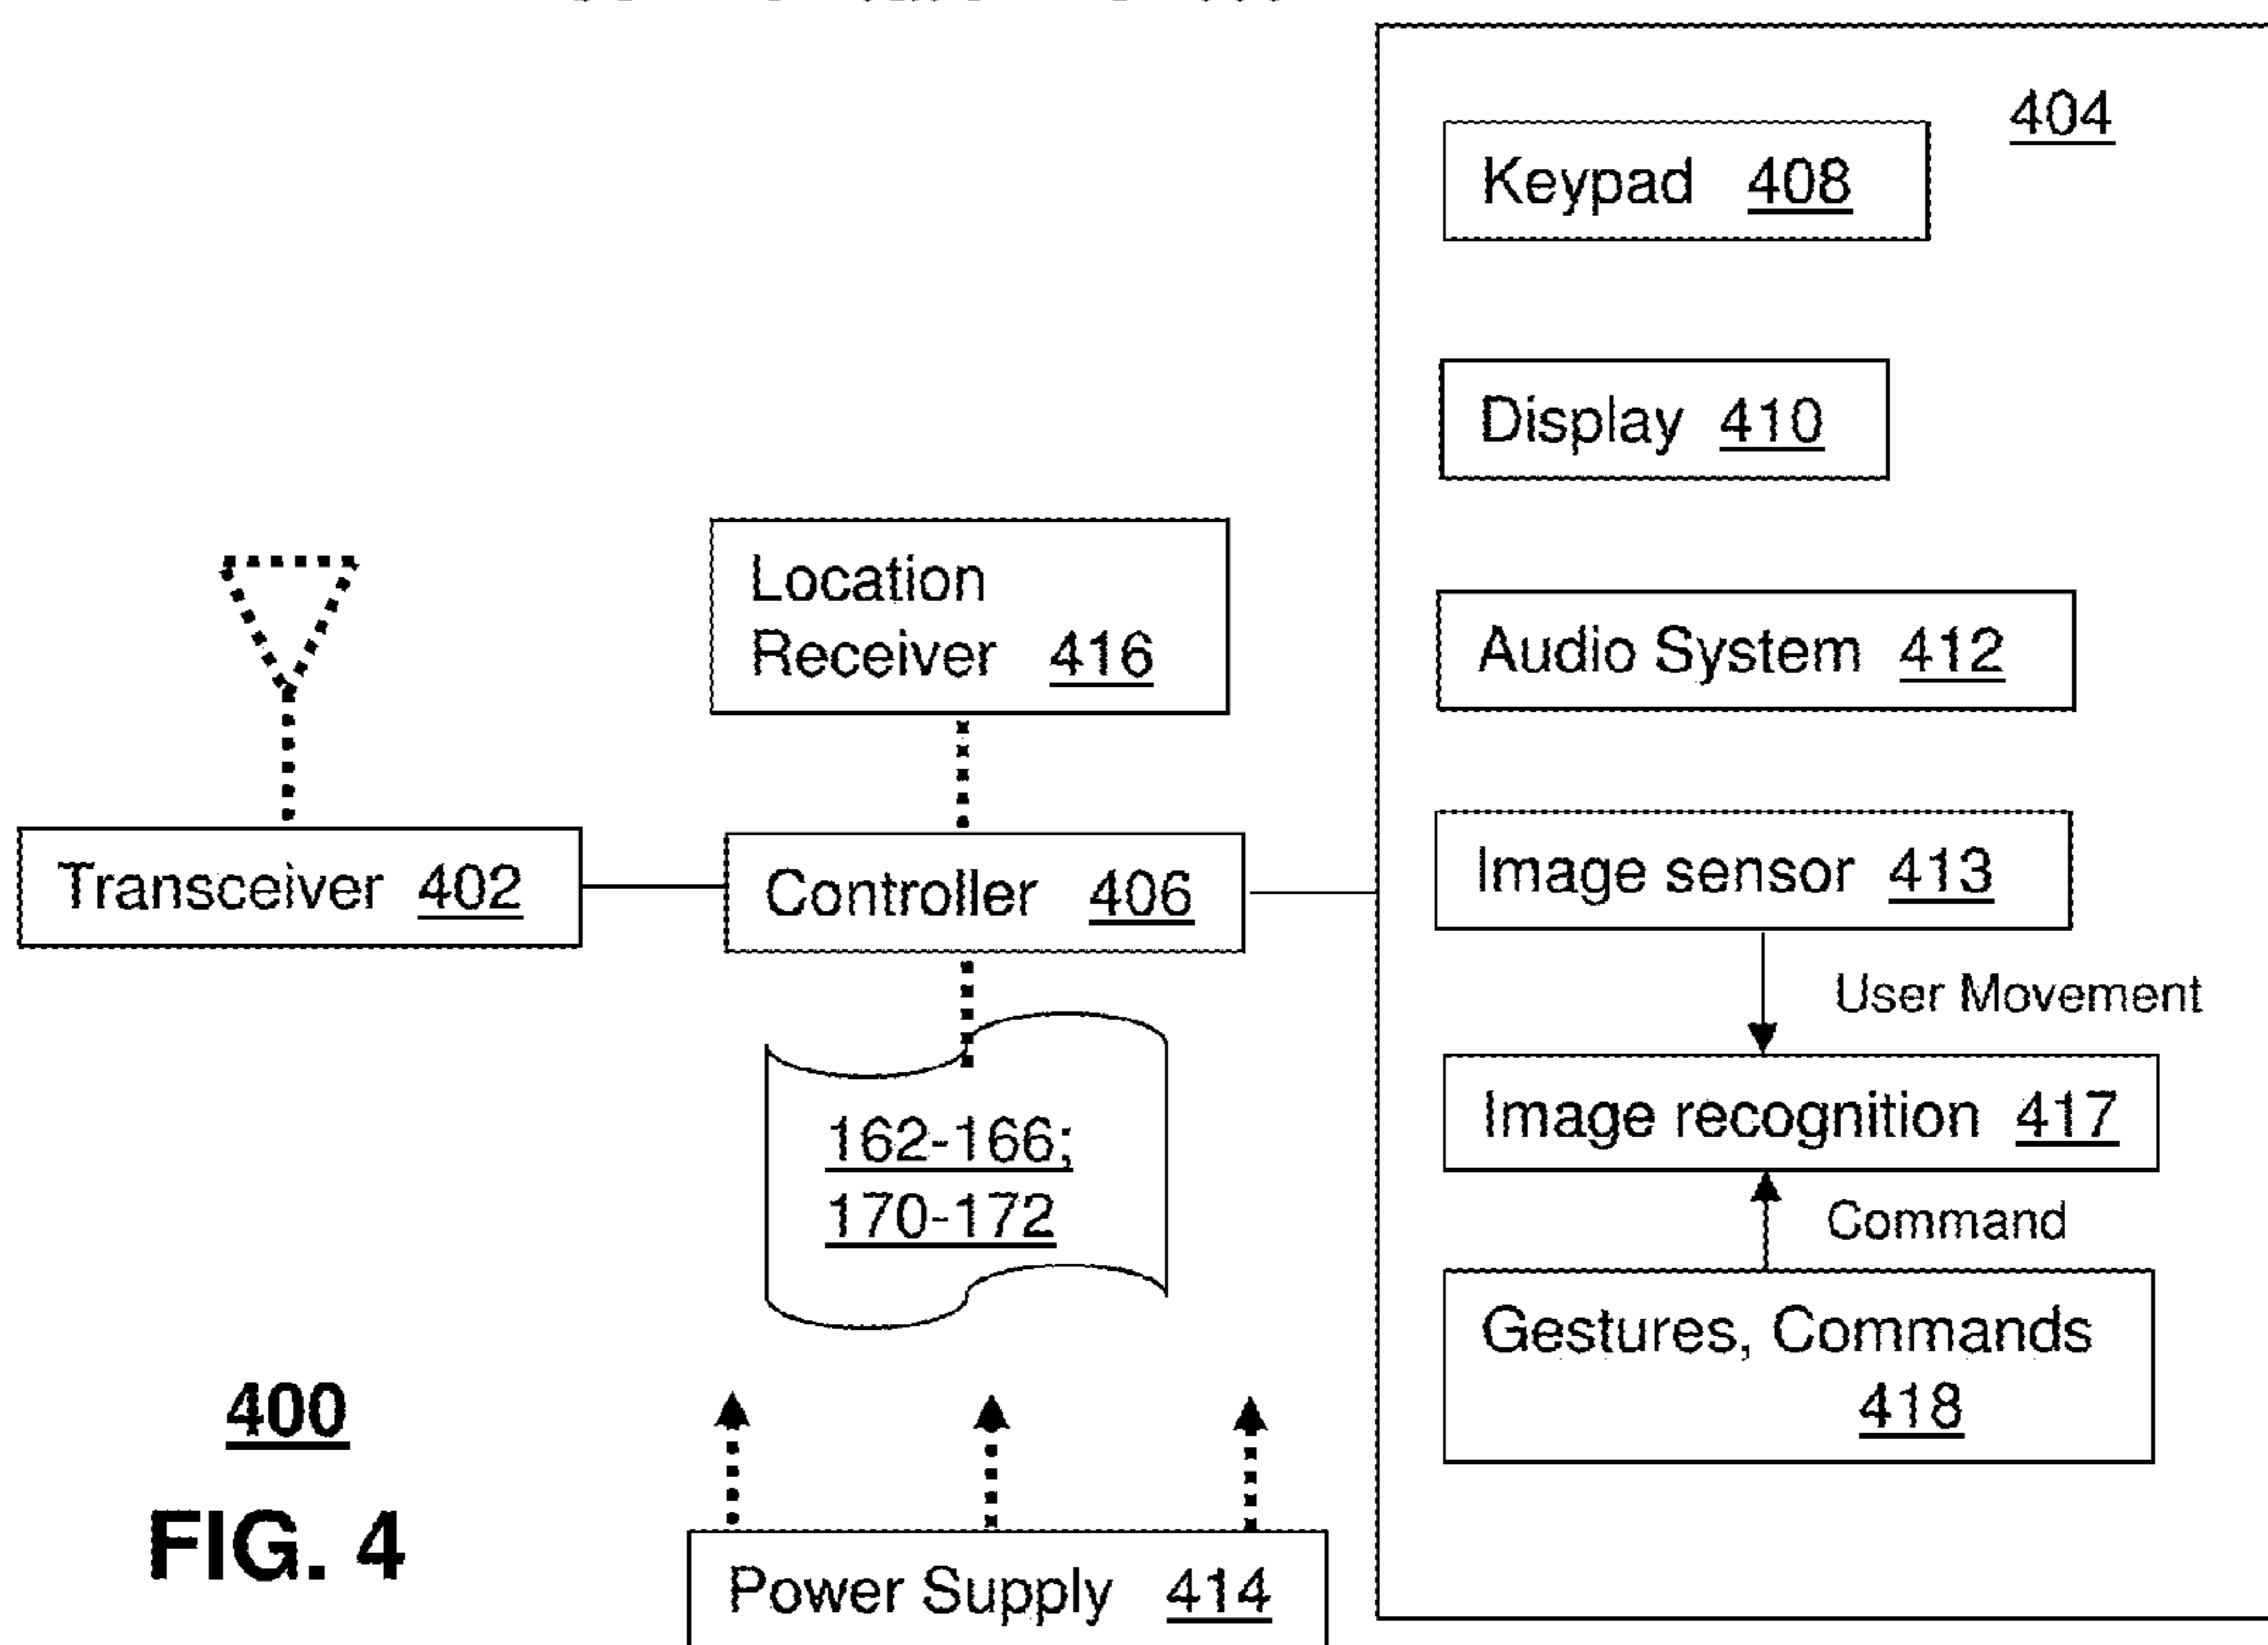 404
Keypad 408
Display 410
Location
Receiver 416
Audio System 412
Transceiver 402
Controller 406
Image sensor 413
User Movement
162-166;
170-172
Image recognition 417
Command
Gestures, Commands
418
400
FIG. 4
Power Supply 414